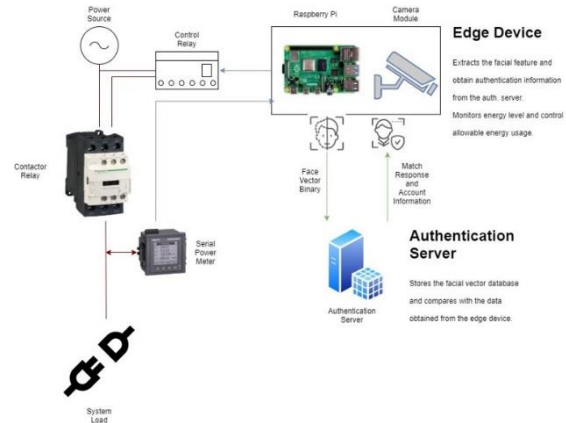 Power
Source
Control
Relay
Raspberry Pi
Camera
Module
Edge Device
Extracts the facial feature and
obtain authentication information
from the auth. server.
Monitors energy level and control
allowable energy usage.
Contactor
Relay
Face
Vector
Binary
Match
Response
and
Account
Information
Serial
Power
Meter
Authentication
Server
Stores the facial vector database
and compares with the data
obtained from the edge device.
Authentication
Server
System
Load